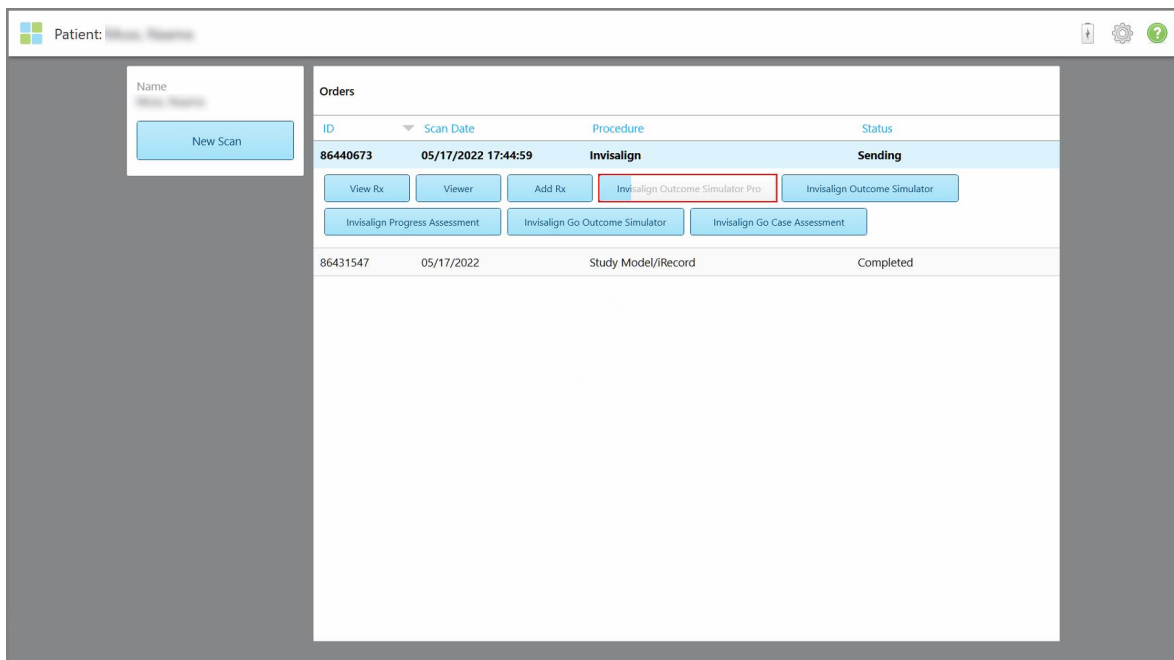 Patient:
Name
New Scan
Orders
ID Scan Date Procedure Status
86440673 05/17/2022 17:44:59 Invisalign Sending
View Rx Viewer Add Rx Invisalign Outcome Simulator Pro Invisalign Outcome Simulator
Invisalign Progress Assessment Invisalign Go Outcome Simulator Invisalign Go Case Assessment
86431547 05/17/2022 Study Model/iRecord Completed